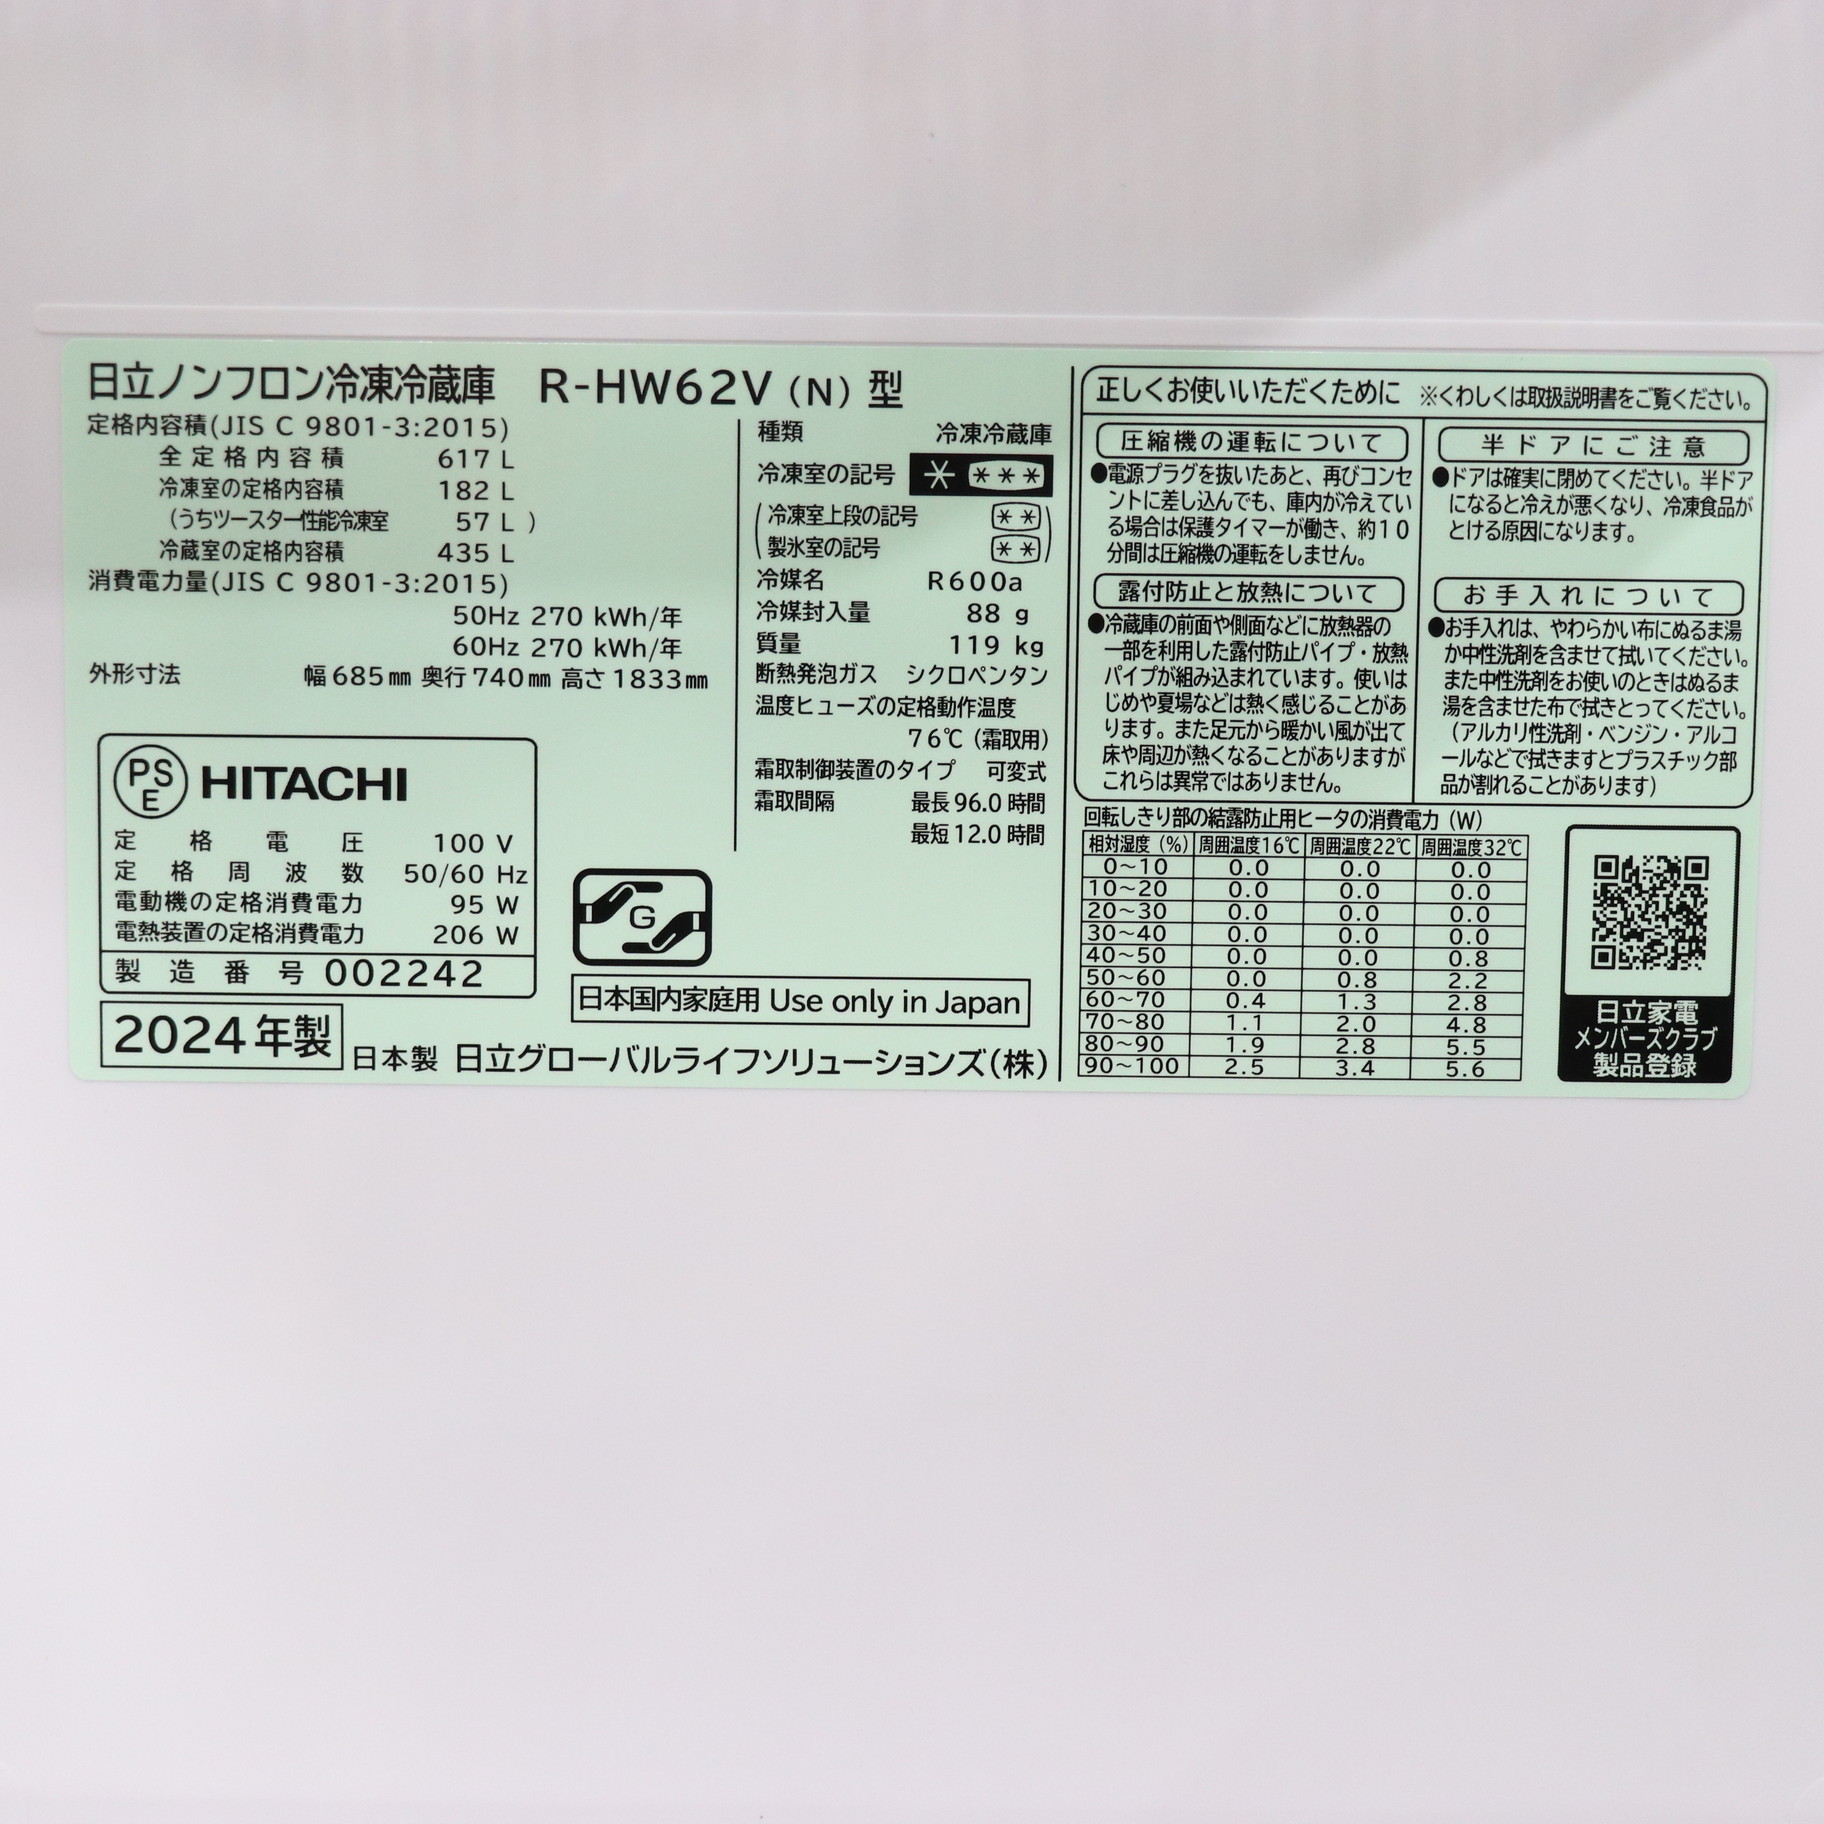 日立ノンフロン冷凍冷蔵庫 R-HW62V (N) 型
定格内容積(JIS C 9801-3:2015)
全定格内容積 617 L
冷凍室の定格内容積 182 L
(うちツースター性能冷凍室 57 L )
冷蔵室の定格内容積 435 L
消費電力量(JIS C 9801-3:2015)
50Hz 270 kWh/年
60Hz 270 kWh/年
外形寸法 幅685㎜ 奥行740㎜ 高さ1833㎜
PSE HITACHI
定格電圧 100 V
定格周波数 50/60 Hz
電動機の定格消費電力 95 W
電熱装置の定格消費電力 206 W
製造番号 002242
2024年製
日本製 日立グローバルライフソリューションズ(株)
種類 冷凍冷蔵庫
冷凍室の記号 * ***
(冷凍室上段の記号 **)
(製氷室の記号 **)
冷媒名 R600a
冷媒封入量 88 g
質量 119 kg
断熱発泡ガス シクロペンタン
温度ヒューズの定格動作温度
76℃(霜取用)
霜取制御装置のタイプ 可変式
霜取間隔 最長96.0時間
最短12.0時間
G
日本国内家庭用 Use only in Japan
正しくお使いいただくために ※くわしくは取扱説明書をご覧ください。
圧縮機の運転について
●電源プラグを抜いたあと、再びコンセ
ントに差し込んでも、庫内が冷えてい
る場合は保護タイマーが働き、約10
分間は圧縮機の運転をしません。
露付防止と放熱について
●冷蔵庫の前面や側面などに放熱器の
一部を利用した露付防止パイプ・放熱
パイプが組み込まれています。使いは
じめや夏場などは熱く感じることがあ
ります。また足元から暖かい風が出て
床や周辺が熱くなることがありますが
これらは異常ではありません。
半ドアにご注意
●ドアは確実に閉めてください。半ドア
になると冷えが悪くなり、冷凍食品が
とける原因になります。
お手入れについて
●お手入れは、やわらかい布にぬるま湯
か中性洗剤を含ませて拭いてください。
また中性洗剤をお使いのときはぬるま
湯を含ませた布で拭きとってください。
(アルカリ性洗剤・ベンジン・アルコ
ールなどで拭きますとプラスチック部
品が割れることがあります)
回転しきり部の結露防止用ヒータの消費電力(W)
相対湿度(%) 周囲温度16℃ 周囲温度22℃ 周囲温度32℃
0~10 0.0 0.0 0.0
10~20 0.0 0.0 0.0
20~30 0.0 0.0 0.0
30~40 0.0 0.0 0.0
40~50 0.0 0.0 0.8
50~60 0.0 0.8 2.2
60~70 0.4 1.3 2.8
70~80 1.1 2.0 4.8
80~90 1.9 2.8 5.5
90~100 2.5 3.4 5.6
日立家電
メンバーズクラブ
製品登録